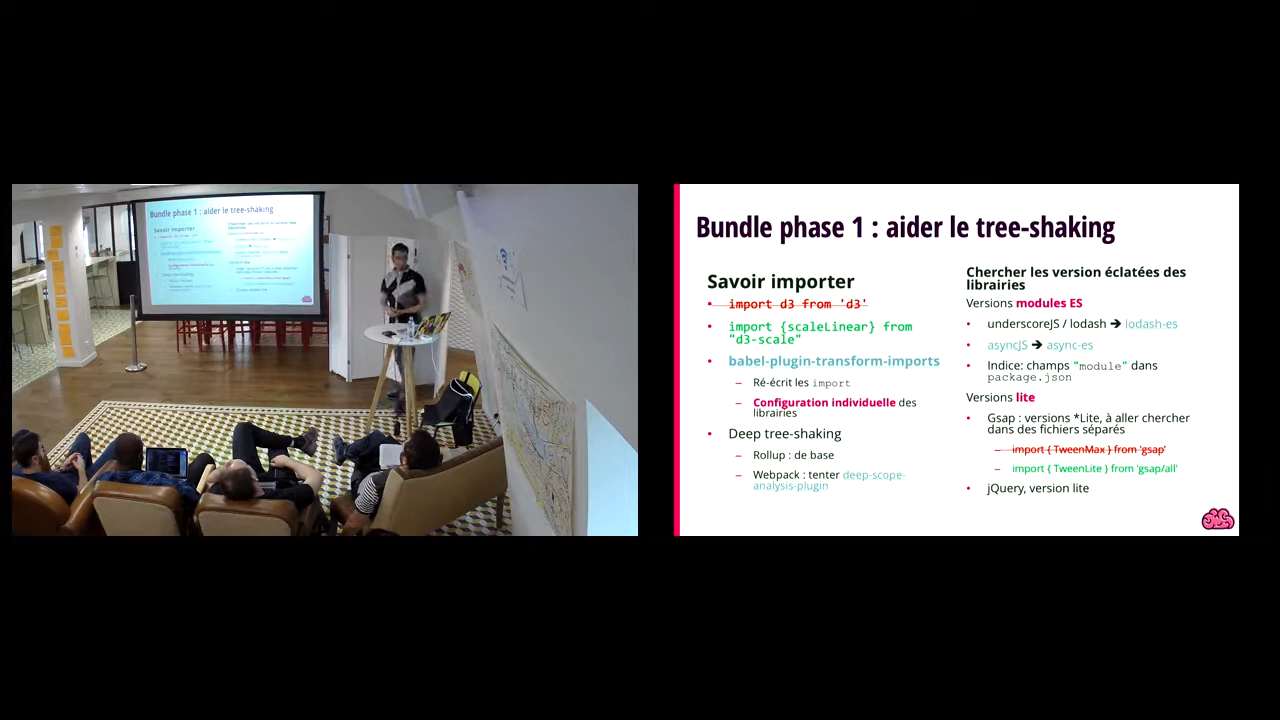 Bundle phase 1 : aider le tree-shaking
Savoir importer
Bundle phase 1 : aider le tree-shaking
Savoir importer
import d3 from 'd3'
import {scaleLinear} from
"d3-scale"
babel-plugin-transform-imports
Ré-écrit les import
Configuration individuelle des
librairies
Deep tree-shaking
Rollup : de base
Webpack : tenter deep-scope-
analysis-plugin
Chercher les version éclatées des
librairies
Versions modules ES
underscoreJS / lodash ➔ lodash-es
asyncJS ➔ async-es
Indice: champs "module" dans
package.json
Versions lite
Gsap : versions *Lite, à aller chercher
dans des fichiers séparés
import { TweenMax } from 'gsap'
import { TweenLite } from 'gsap/all'
jQuery, version lite